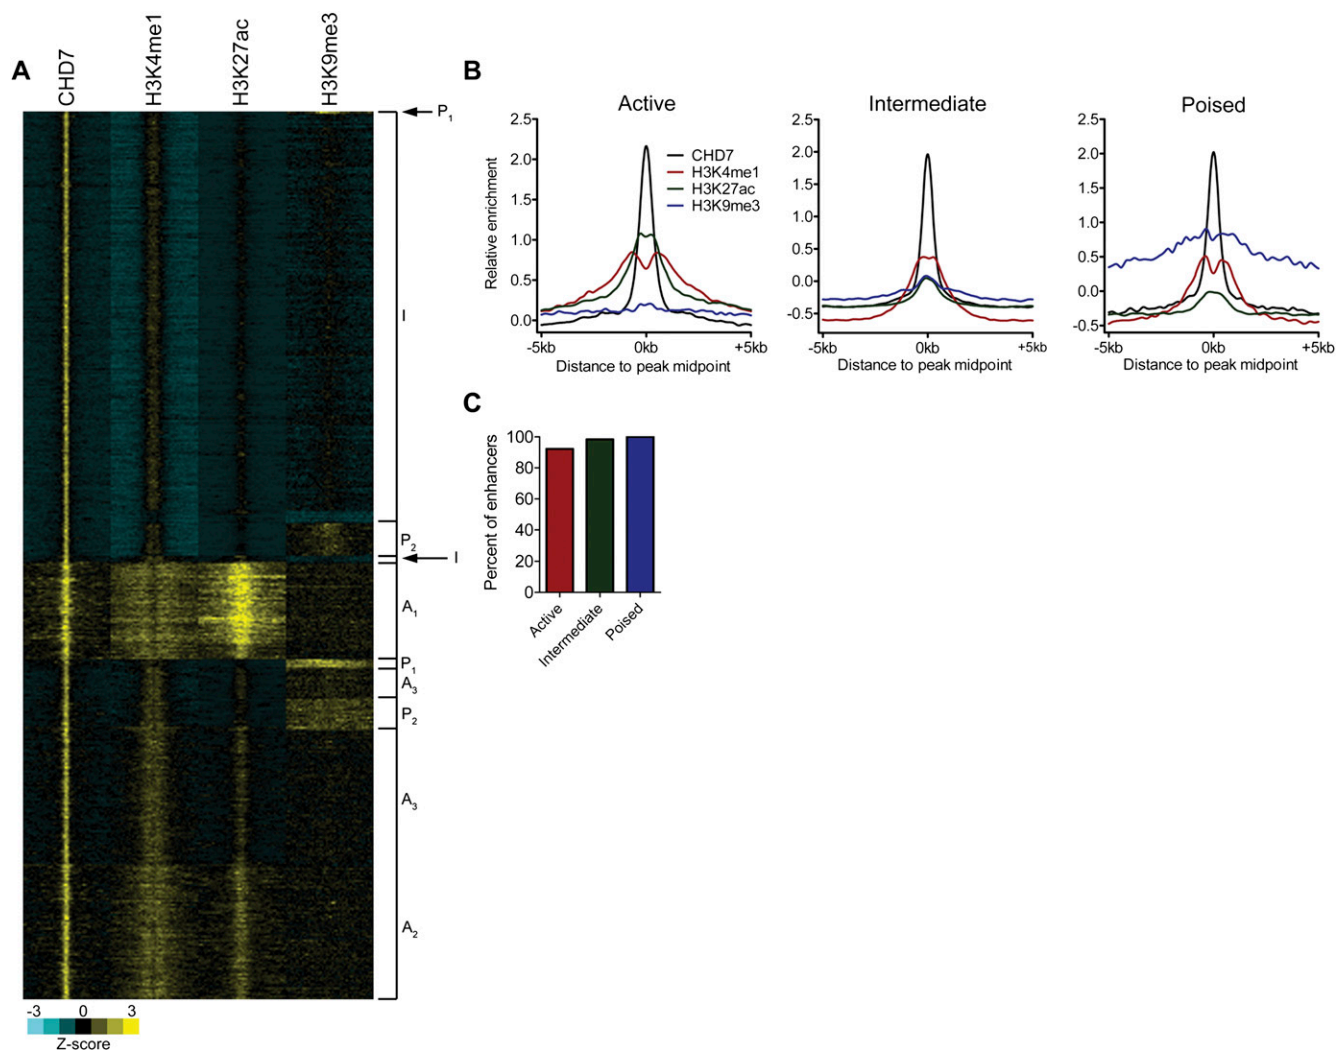 A
CHD7
H3K4me1
H3K27ac
H3K9me3
P1
I
P2
I
A1
P1
A3
P2
A3
A2
-3 0 3
Z-score
B
Active
Relative enrichment
2.5
2.0
1.5
1.0
0.5
0.0
CHD7
H3K4me1
H3K27ac
H3K9me3
-5kb 0kb +5kb
Distance to peak midpoint
Intermediate
2.5
2.0
1.5
1.0
0.5
0.0
-0.5
-5kb 0kb +5kb
Distance to peak midpoint
Poised
2.5
2.0
1.5
1.0
0.5
0.0
-0.5
-5kb 0kb +5kb
Distance to peak midpoint
C
Percent of enhancers
100
80
60
40
20
0
Active
Intermediate
Poised